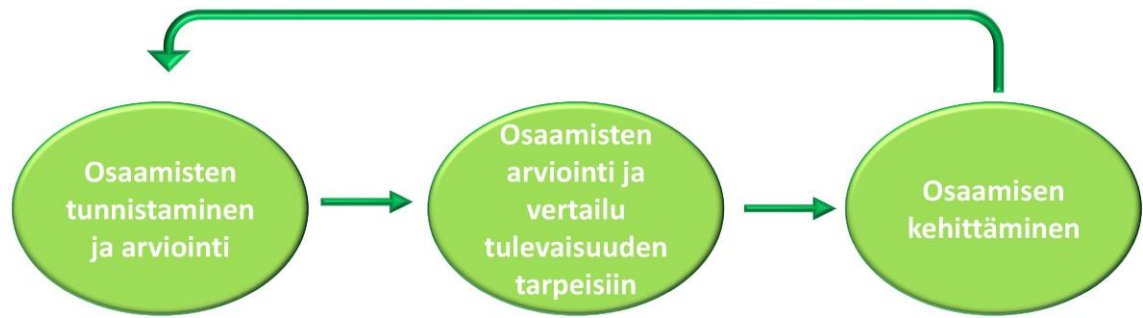 Osaamisten
tunnistaminen
ja arviointi
Osaamisten
arviointi ja
vertailu
tulevaisuuden
tarpeisiin
Osaamisen
kehittäminen